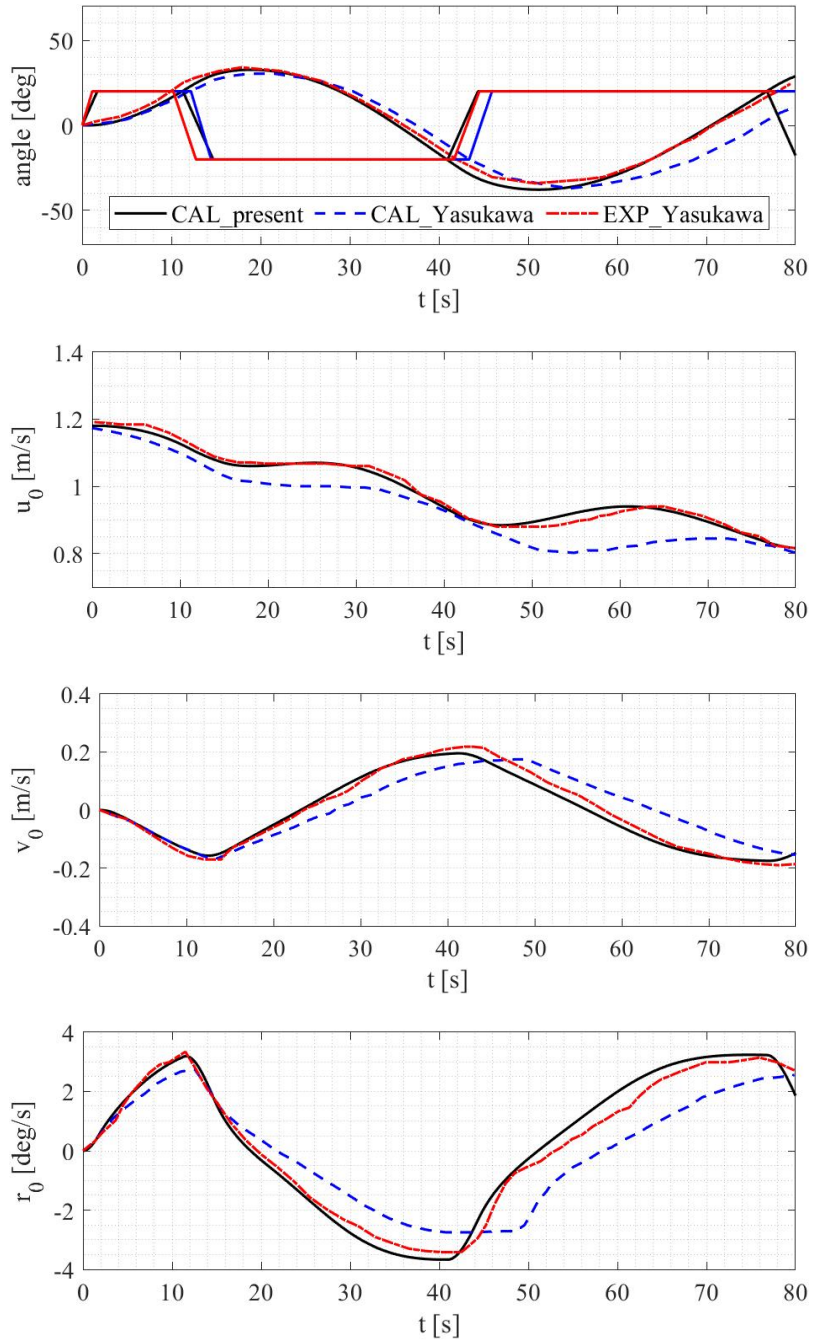 50
0
-50
angle [deg]
CAL_present CAL_Yasukawa EXP_Yasukawa
0 10 20 30 40 50 60 70 80
t [s]
1.4
1.2
1
0.8
u0 [m/s]
0 10 20 30 40 50 60 70 80
t [s]
0.4
0.2
0
-0.2
-0.4
v0 [m/s]
0 10 20 30 40 50 60 70 80
t [s]
4
2
0
-2
-4
r0 [deg/s]
0 10 20 30 40 50 60 70 80
t [s]